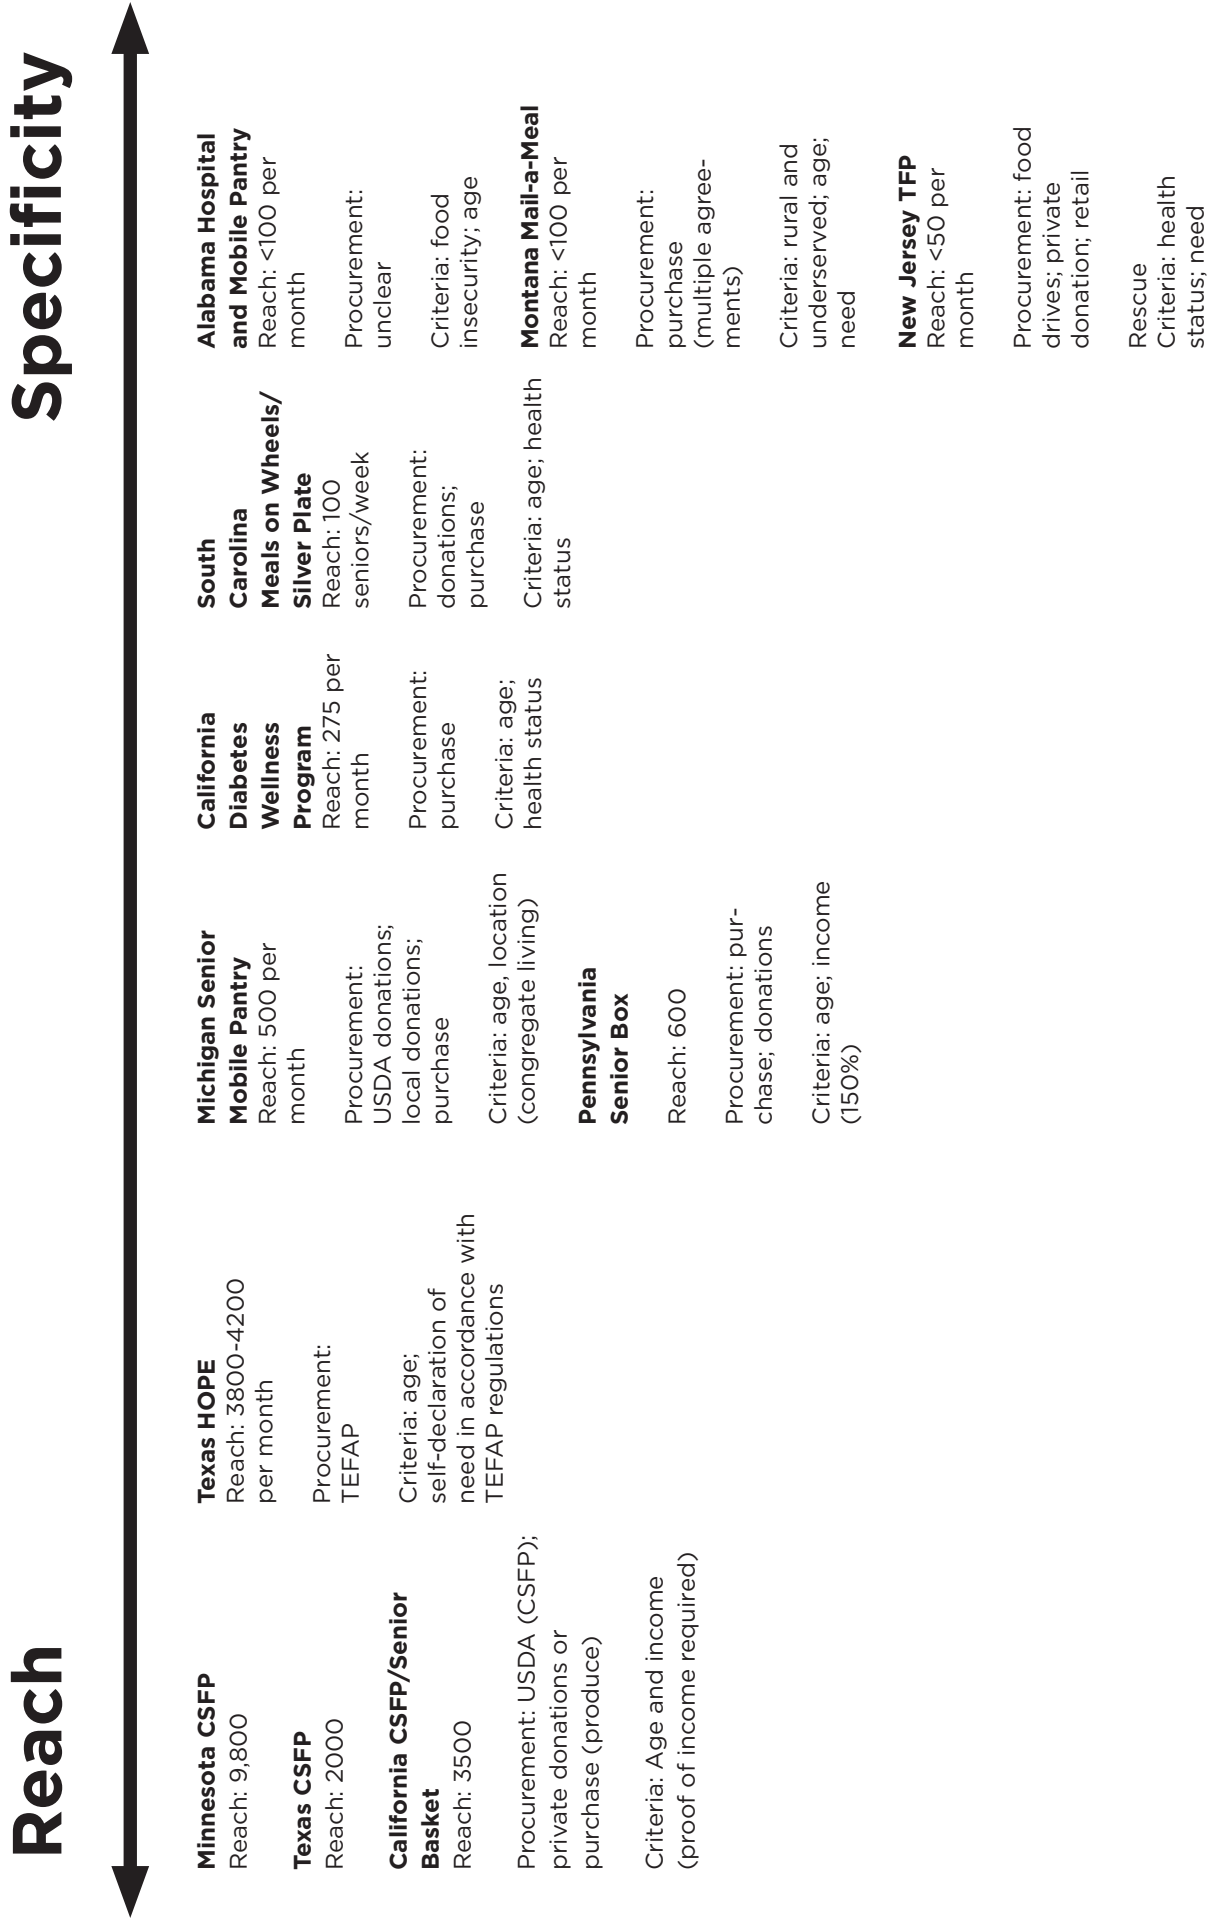 Reach
Specificity
Minnesota CSFP
Reach: 9,800
Texas CSFP
Reach: 2000
California CSFP/Senior
Basket
Reach: 3500
Procurement: USDA (CSFP);
private donations or
purchase (produce)
Criteria: Age and income
(proof of income required)
Texas HOPE
Reach: 3800-4200
per month
Procurement:
TEFAP
Criteria: age;
self-declaration of
need in accordance with
TEFAP regulations
Michigan Senior
Mobile Pantry
Reach: 500 per
month
Procurement:
USDA donations;
local donations;
purchase
Criteria: age, location
(congregate living)
Pennsylvania
Senior Box
Reach: 600
Procurement: pur-
chase; donations
Criteria: age; income
(150%)
California
Diabetes
Wellness
Program
Reach: 275 per
month
Procurement:
purchase
Criteria: age;
health status
South
Carolina
Meals on Wheels/
Silver Plate
Reach: 100
seniors/week
Procurement:
donations;
purchase
Criteria: age; health
status
Alabama Hospital
and Mobile Pantry
Reach: <100 per
month
Procurement:
unclear
Criteria: food
insecurity; age
Montana Mail-a-Meal
Reach: <100 per
month
Procurement:
purchase
(multiple agree-
ments)
Criteria: rural and
underserved; age;
need
New Jersey TFP
Reach: <50 per
month
Procurement: food
drives; private
donation; retail
Rescue
Criteria: health
status; need